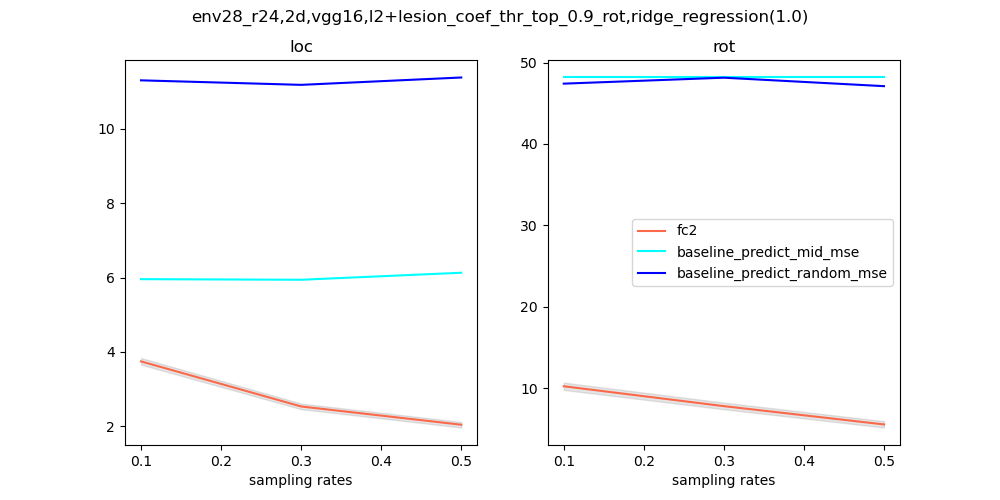 env28_r24,2d,vgg16,l2+lesion_coef_thr_top_0.9_rot,ridge_regression(1.0)
loc
10
8
6
4
2
0.1 0.2 0.3 0.4 0.5
sampling rates
rot
50
40
30
20
10
fc2
baseline_predict_mid_mse
baseline_predict_random_mse
0.1 0.2 0.3 0.4 0.5
sampling rates